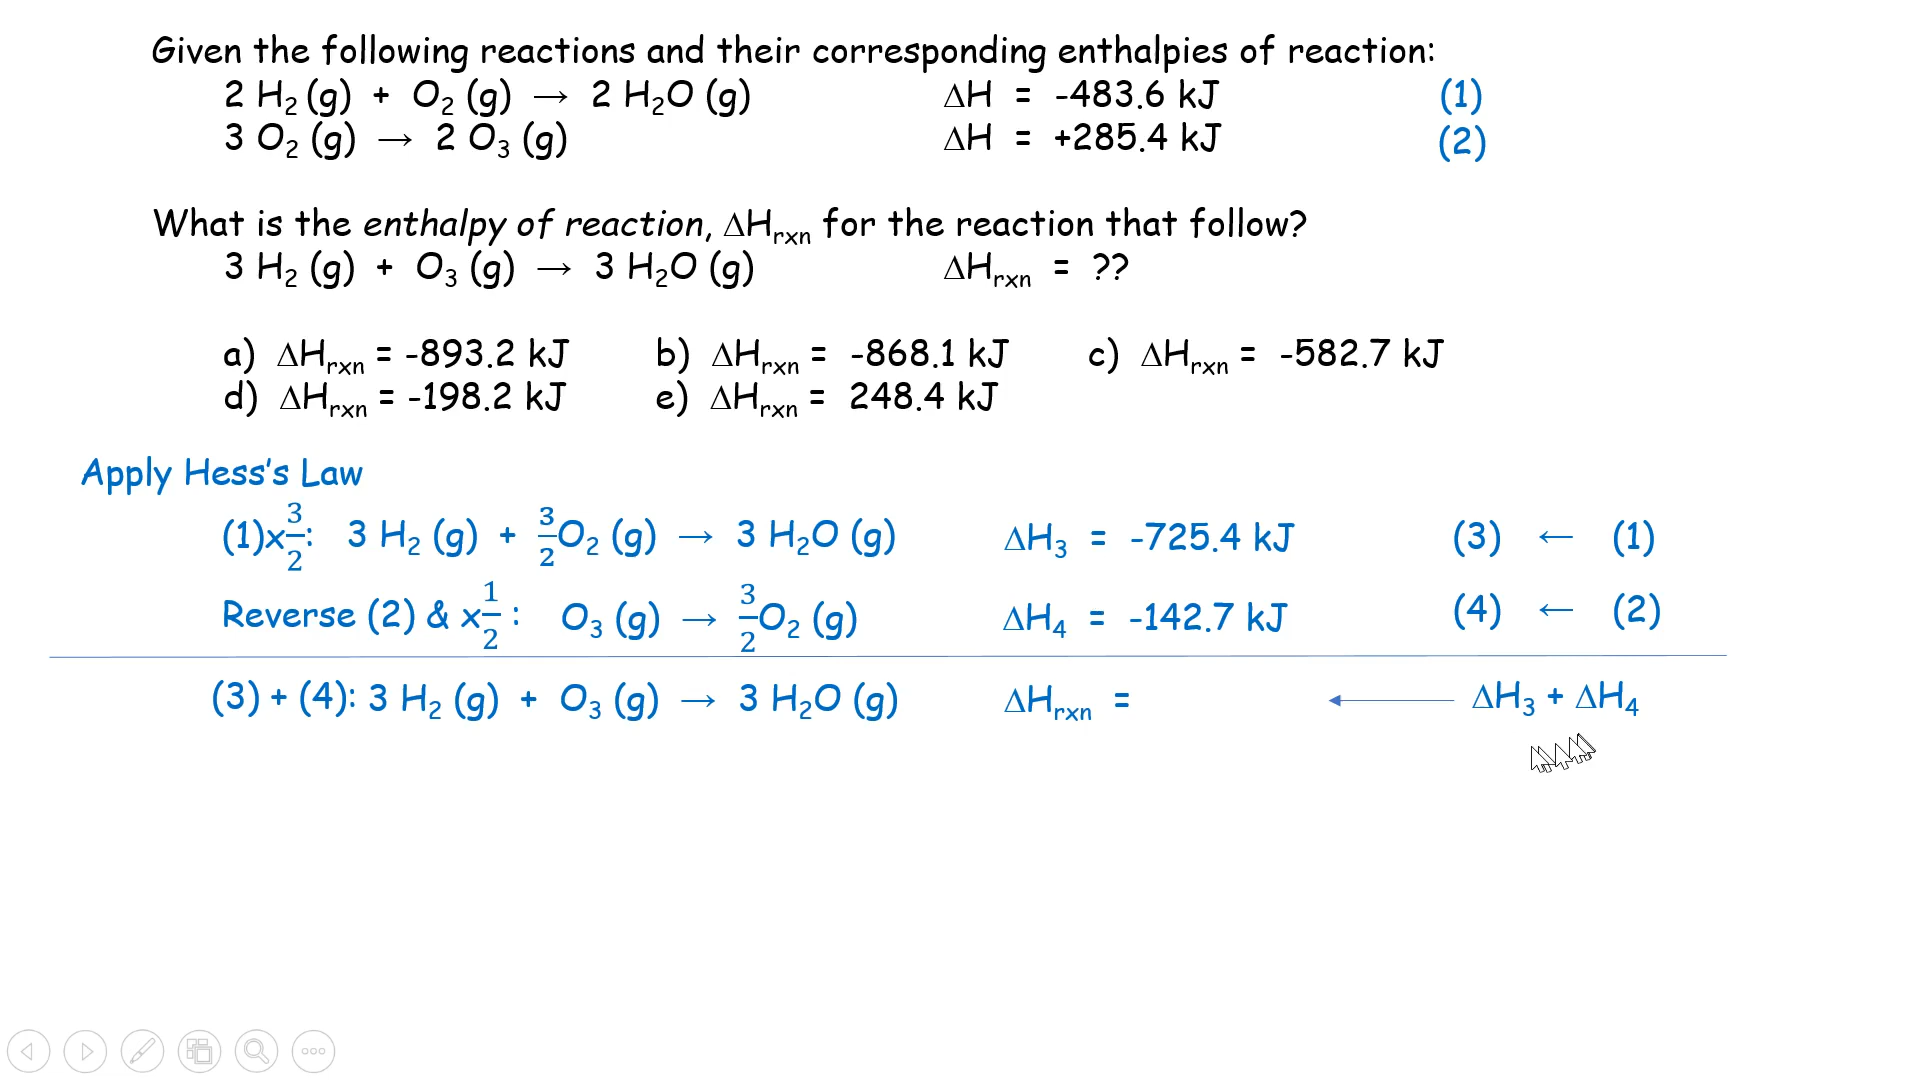 Given the following reactions and their corresponding enthalpies of reaction:
2 H₂ (g) + O₂ (g) → 2 H₂O (g) ΔH = -483.6 kJ (1)
3 O₂ (g) → 2 O₃ (g) ΔH = +285.4 kJ (2)
What is the enthalpy of reaction, ΔHrxn for the reaction that follow?
3 H₂ (g) + O₃ (g) → 3 H₂O (g) ΔHrxn = ??
a) ΔHrxn = -893.2 kJ b) ΔHrxn = -868.1 kJ c) ΔHrxn = -582.7 kJ
d) ΔHrxn = -198.2 kJ e) ΔHrxn = 248.4 kJ
Apply Hess's Law
(1)x3/2: 3 H₂ (g) + 3/2O₂ (g) → 3 H₂O (g) ΔH₃ = -725.4 kJ (3) ← (1)
Reverse (2) & x1/2 : O₃ (g) → 3/2O₂ (g) ΔH₄ = -142.7 kJ (4) ← (2)
(3) + (4): 3 H₂ (g) + O₃ (g) → 3 H₂O (g) ΔHrxn = ← ΔH₃ + ΔH₄